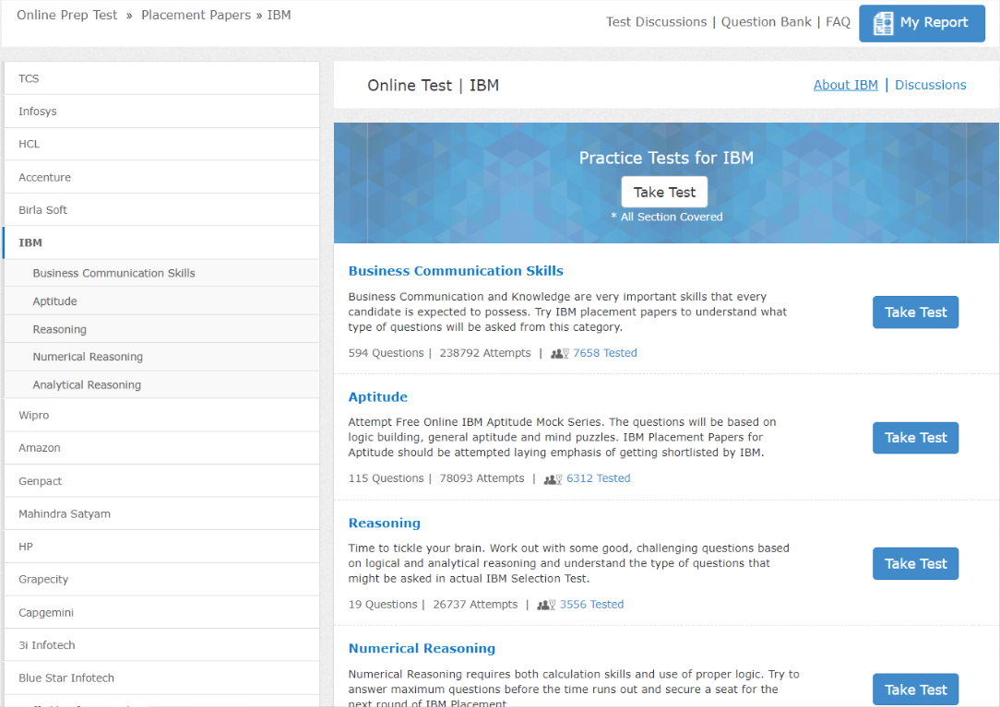 Online Prep Test » Placement Papers » IBM
Test Discussions | Question Bank | FAQ
My Report
TCS
Infosys
HCL
Accenture
Birla Soft
IBM
Business Communication Skills
Aptitude
Reasoning
Numerical Reasoning
Analytical Reasoning
Wipro
Amazon
Genpact
Mahindra Satyam
HP
Grapecity
Capgemini
3i Infotech
Blue Star Infotech
Online Test | IBM
About IBM | Discussions
Practice Tests for IBM
Take Test
* All Section Covered
Business Communication Skills
Business Communication and Knowledge are very important skills that every
candidate is expected to possess. Try IBM placement papers to understand what
type of questions will be asked from this category.
Take Test
594 Questions | 238792 Attempts | 7658 Tested
Aptitude
Attempt Free Online IBM Aptitude Mock Series. The questions will be based on
logic building, general aptitude and mind puzzles. IBM Placement Papers for
Aptitude should be attempted laying emphasis of getting shortlisted by IBM.
Take Test
115 Questions | 78093 Attempts | 6312 Tested
Reasoning
Time to tickle your brain. Work out with some good, challenging questions based
on logical and analytical reasoning and understand the type of questions that
might be asked in actual IBM Selection Test.
Take Test
19 Questions | 26737 Attempts | 3556 Tested
Numerical Reasoning
Numerical Reasoning requires both calculation skills and use of proper logic. Try to
answer maximum questions before the time runs out and secure a seat for the
next round of IBM Placement.
Take Test